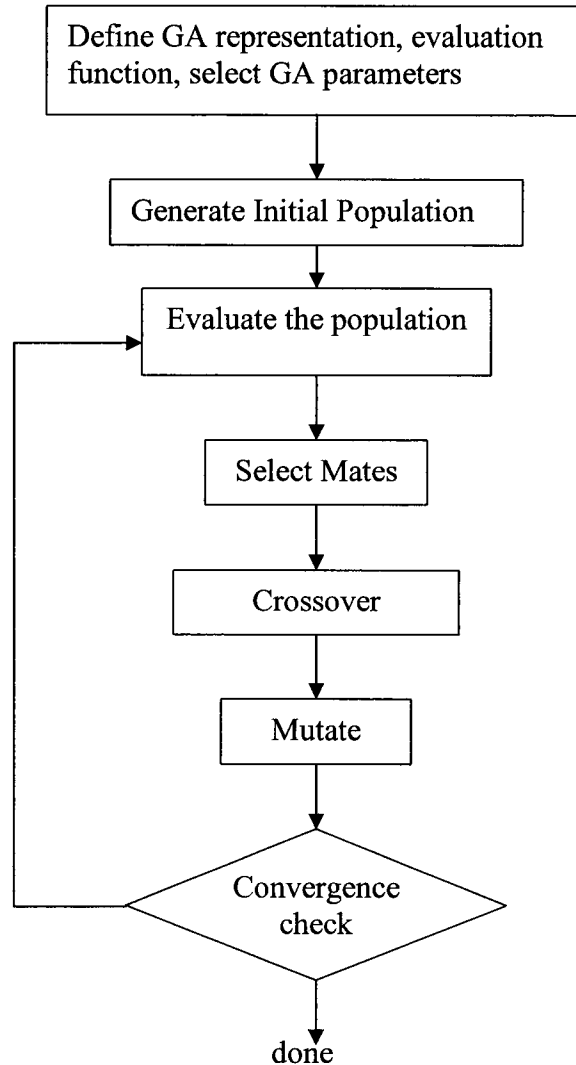 Define GA representation, evaluation
function, select GA parameters
Generate Initial Population
Evaluate the population
Select Mates
Crossover
Mutate
Convergence
check
done